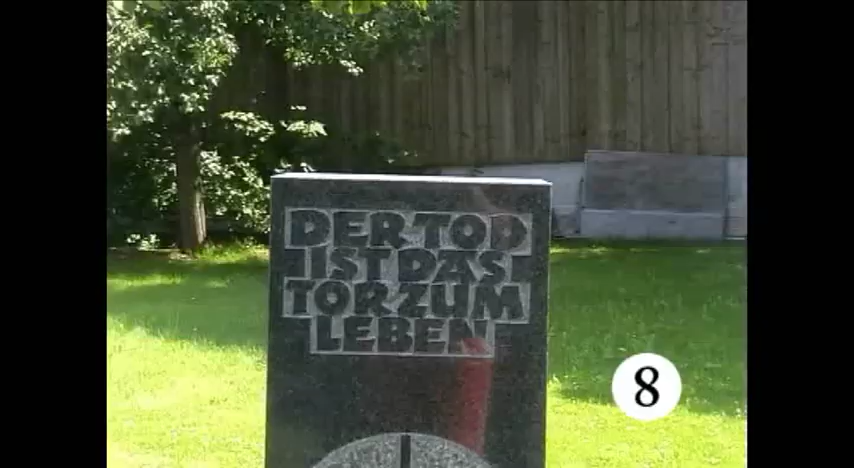 DER TOD
IST DAS
TOR ZUM
LEBEN
8